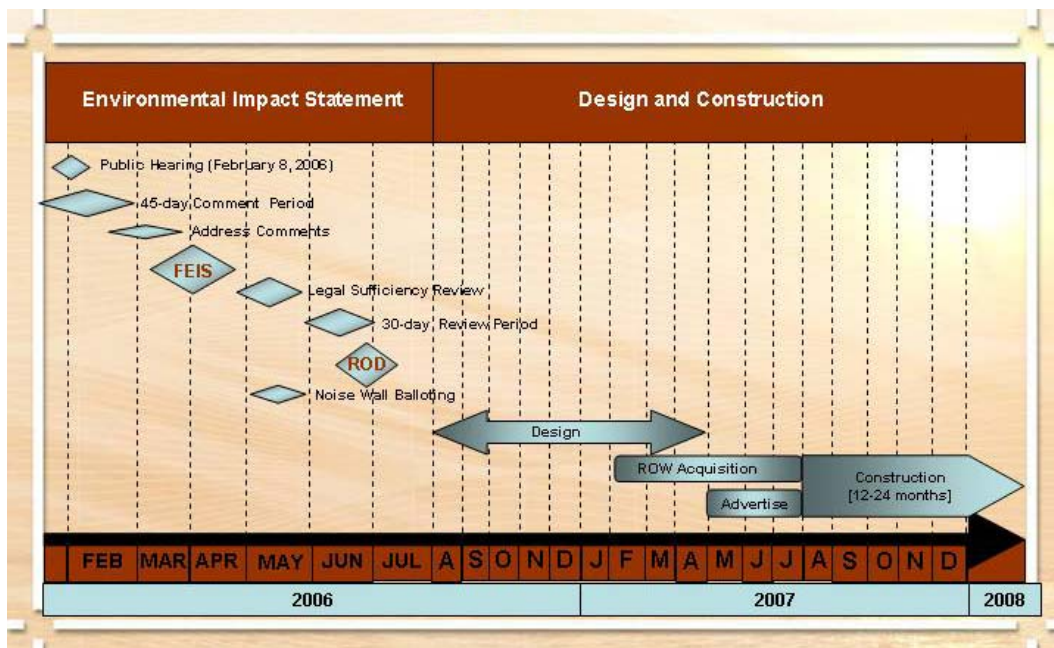 Environmental Impact Statement
Design and Construction
Public Hearing (February 8, 2006)
45-day Comment Period
Address Comments
FEIS
Legal Sufficiency Review
30-day Review Period
ROD
Noise Wall Balloting
Design
ROW Acquisition
Construction
[12-24 months]
Advertise
FEB MAR APR MAY JUN JUL A S O N D J F M A M J J A S O N D
2006 2007 2008